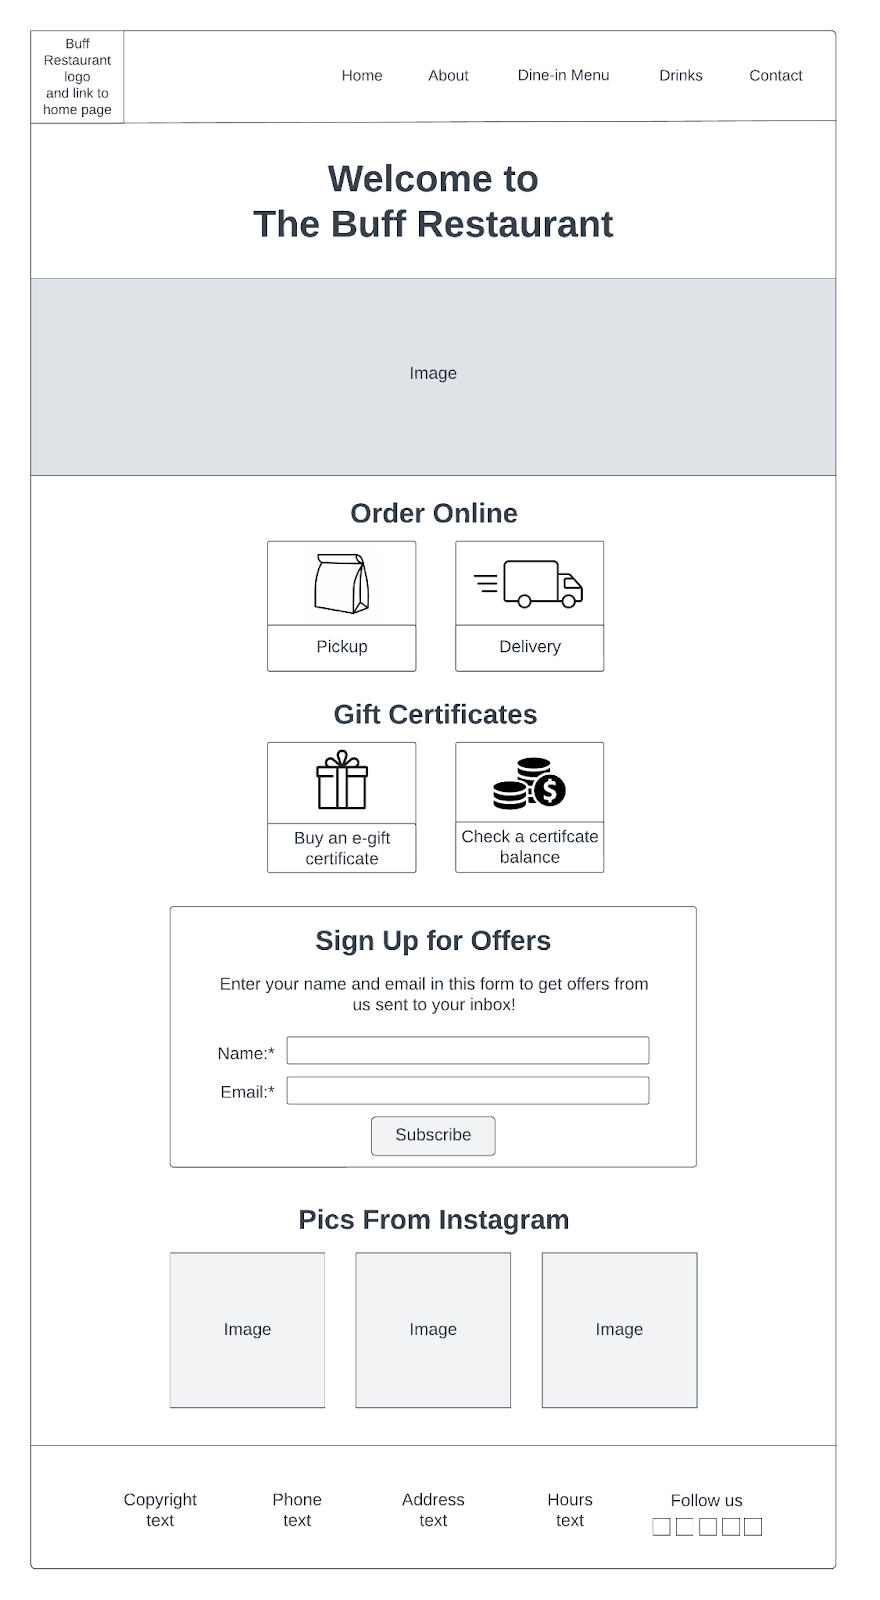 Buff
Restaurant
logo
and link to
home page
Home About Dine-in Menu Drinks Contact
Welcome to
The Buff Restaurant
Image
Order Online
Pickup
Delivery
Gift Certificates
Buy an e-gift
certificate
Check a certifcate
balance
$
Sign Up for Offers
Enter your name and email in this form to get offers from
us sent to your inbox!
Name:*
Email:*
Subscribe
Pics From Instagram
Image Image Image
Copyright
text
Phone
text
Address
text
Hours
text
Follow us